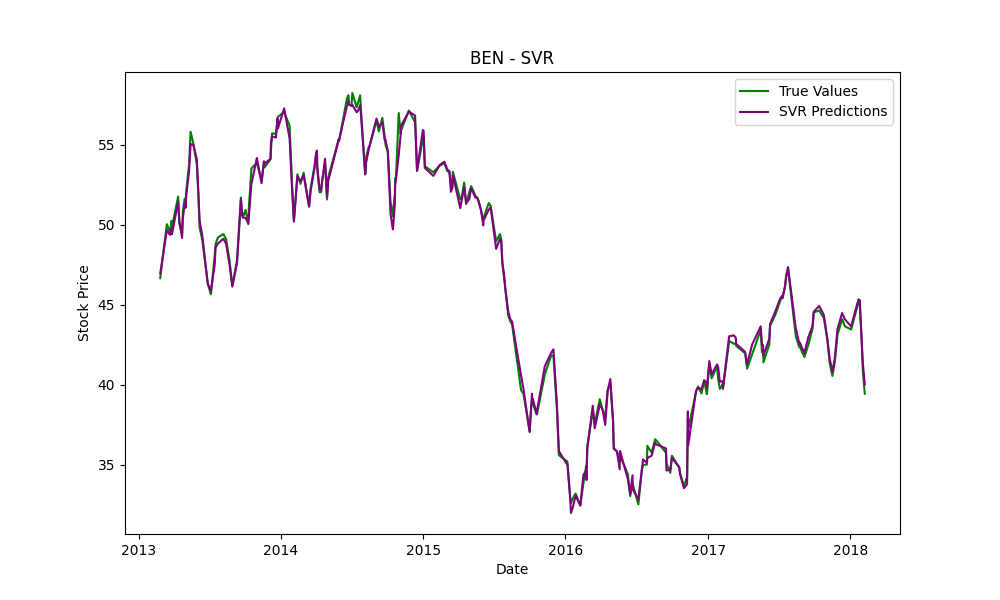 BEN - SVR
True Values
SVR Predictions
Stock Price
55
50
45
40
35
2013 2014 2015 2016 2017 2018
Date